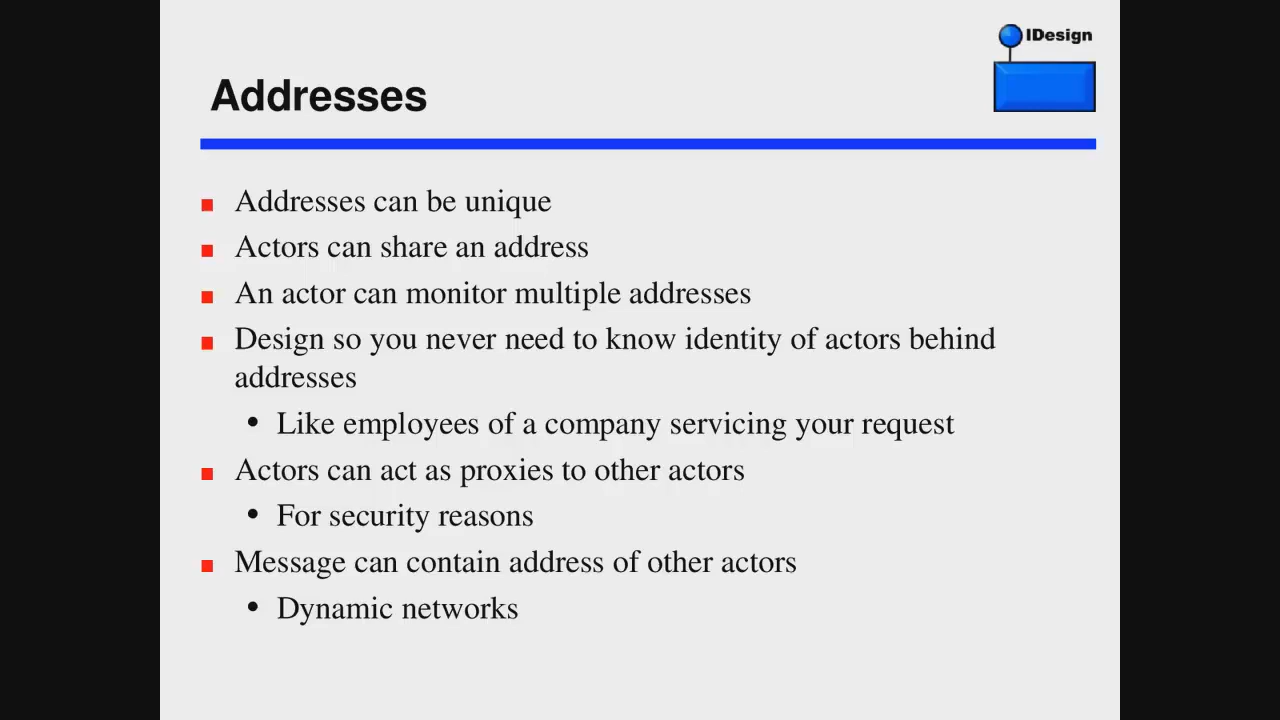 IDesign
Addresses
Addresses can be unique
Actors can share an address
An actor can monitor multiple addresses
Design so you never need to know identity of actors behind
addresses
Like employees of a company servicing your request
Actors can act as proxies to other actors
For security reasons
Message can contain address of other actors
Dynamic networks